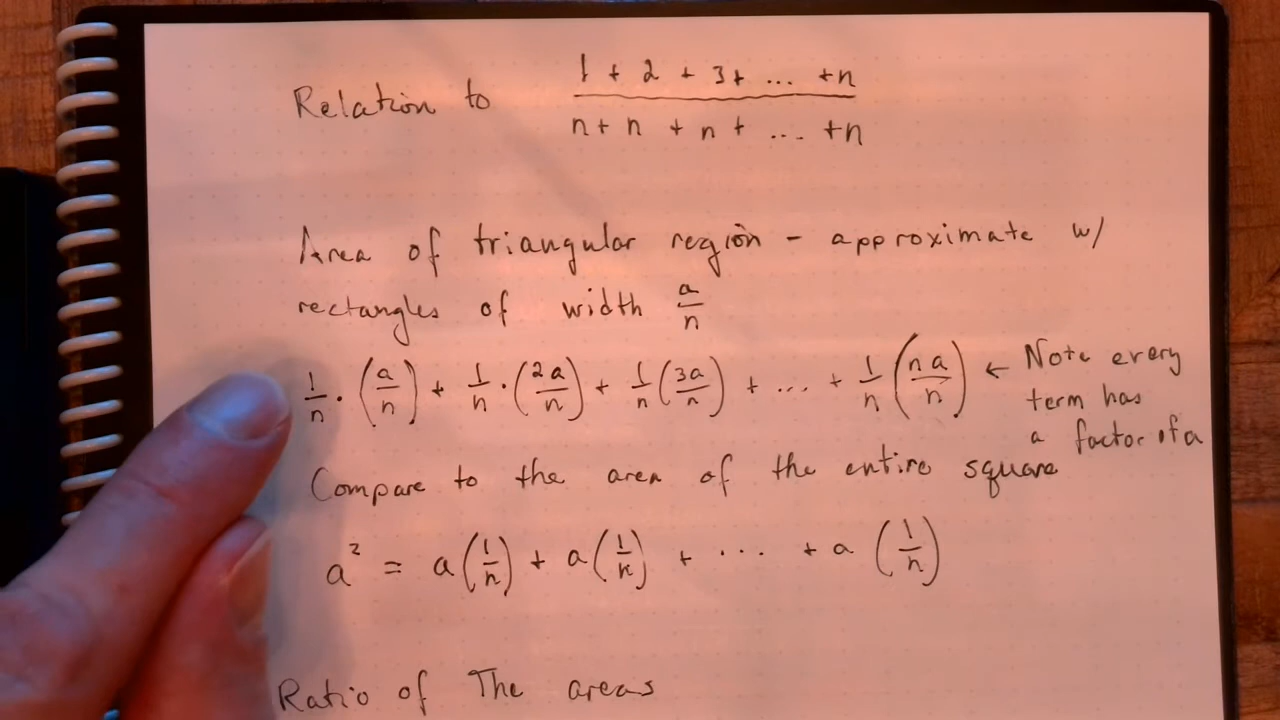 Relation to (1 + 2 + 3 + ... + n)/(n + n + n + ... + n)
Area of triangular region - approximate w/
rectangles of width a/n
1/n · (a/n) + 1/n · (2a/n) + 1/n (3a/n) + ... + 1/n (na/n) ← Note every
term has
a factor of a
Compare to the area of the entire square
a² = a(1/n) + a(1/n) + ... + a (1/n)
Ratio of The areas